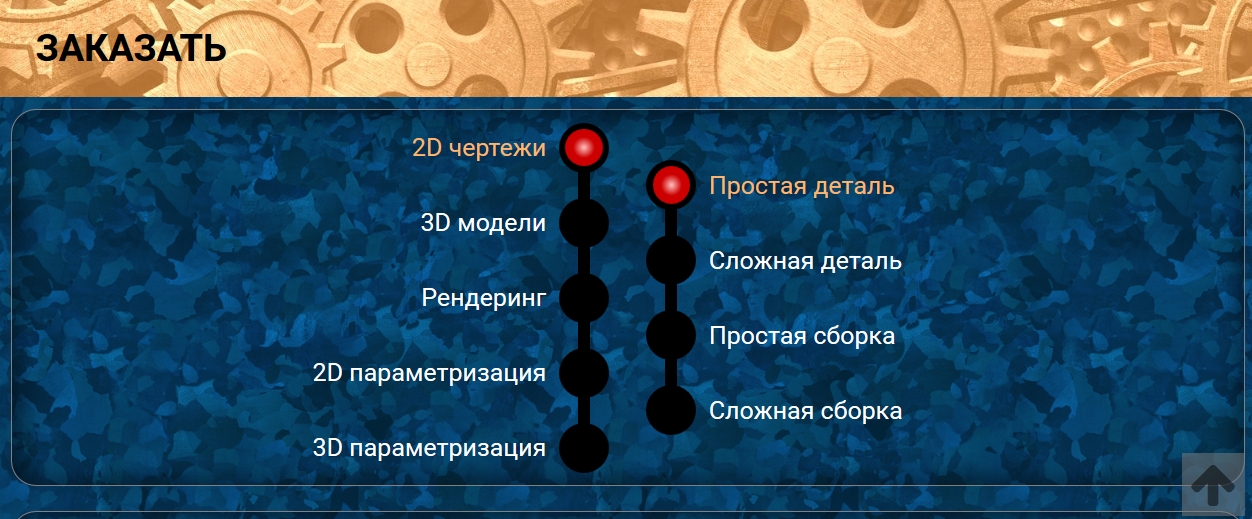 ЗАКАЗАТЬ
2D чертежи
3D модели
Рендеринг
2D параметризация
3D параметризация
Простая деталь
Сложная деталь
Простая сборка
Сложная сборка